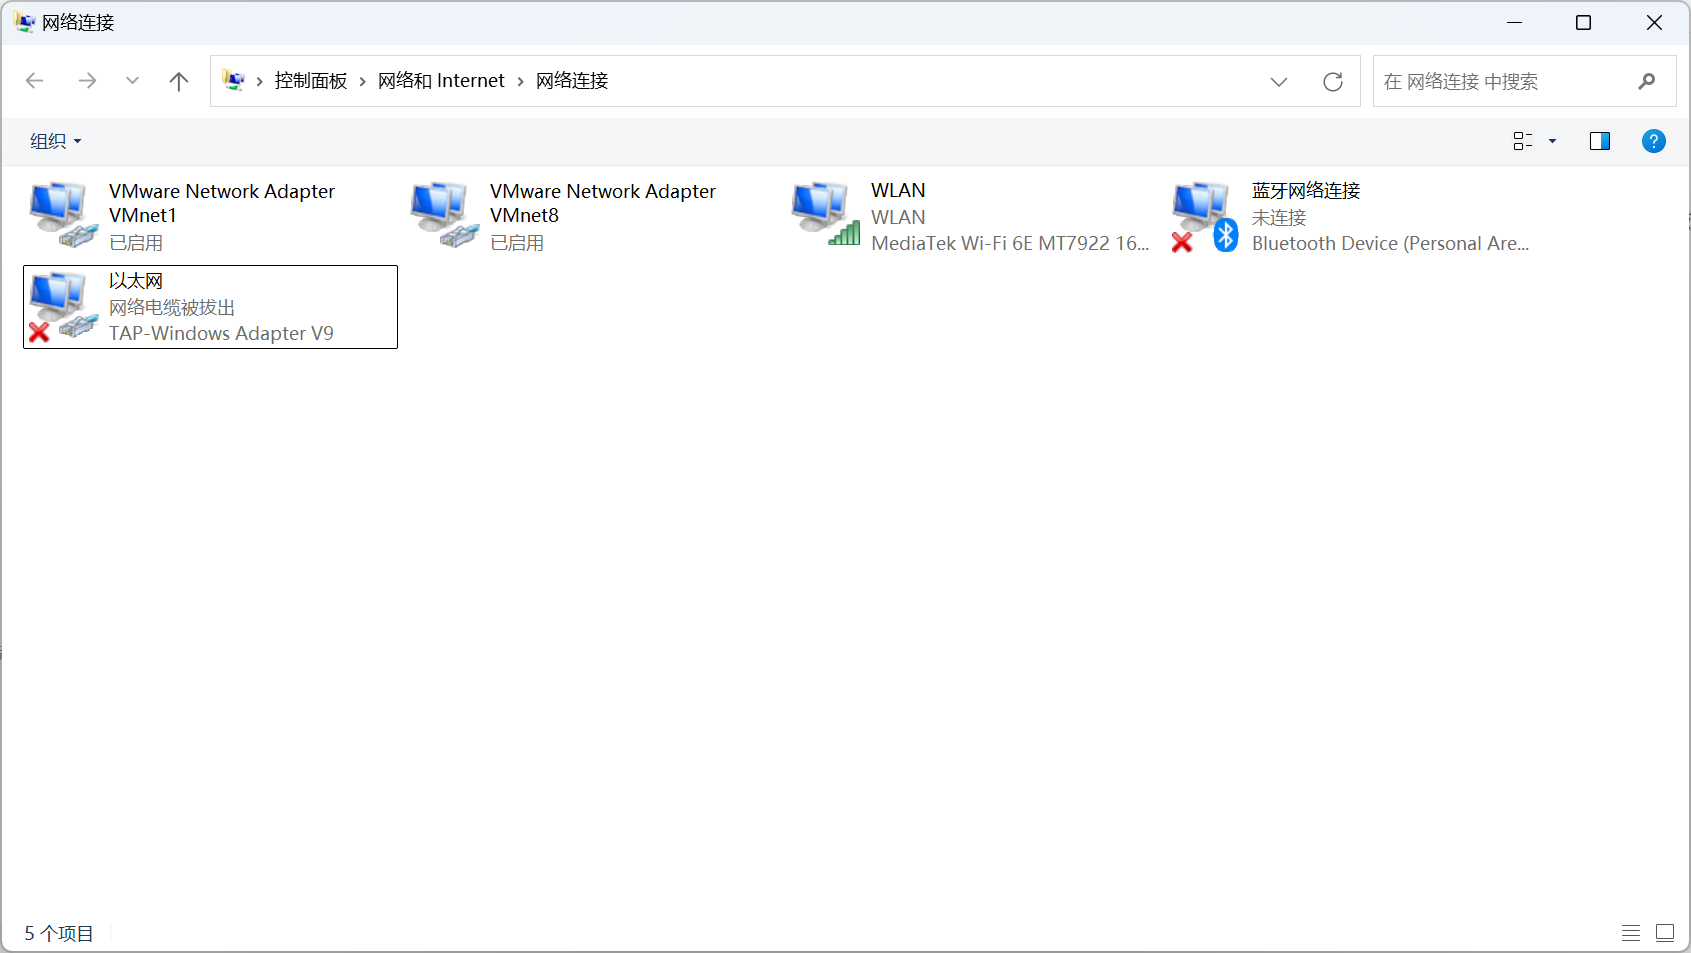 网络连接
控制面板 › 网络和 Internet › 网络连接
在 网络连接 中搜索
组织
VMware Network Adapter
VMnet1
已启用
VMware Network Adapter
VMnet8
已启用
WLAN
WLAN
MediaTek Wi-Fi 6E MT7922 16...
蓝牙网络连接
未连接
Bluetooth Device (Personal Are...
以太网
网络电缆被拔出
TAP-Windows Adapter V9
5 个项目